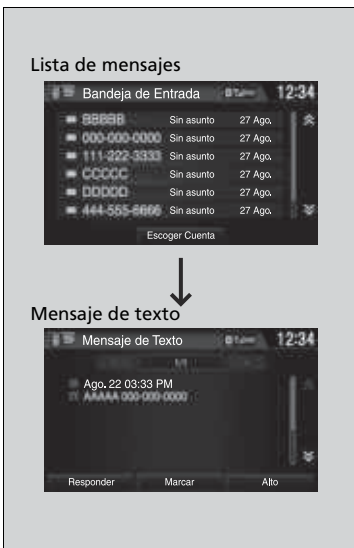 Lista de mensajes
Bandeja de Entrada 12:34
BBBBB Sin asunto 27 Ago.
000-000-0000 Sin asunto 27 Ago.
111-222-3333 Sin asunto 27 Ago.
CCCCC Sin asunto 27 Ago.
DDDDD Sin asunto 27 Ago.
444-555-6666 Sin asunto 27 Ago.
Escoger Cuenta
Mensaje de texto
Mensaje de Texto 12:34
1/1
Ago. 22 03:33 PM
AAAAA 000-000-0000
Responder Marcar Alto